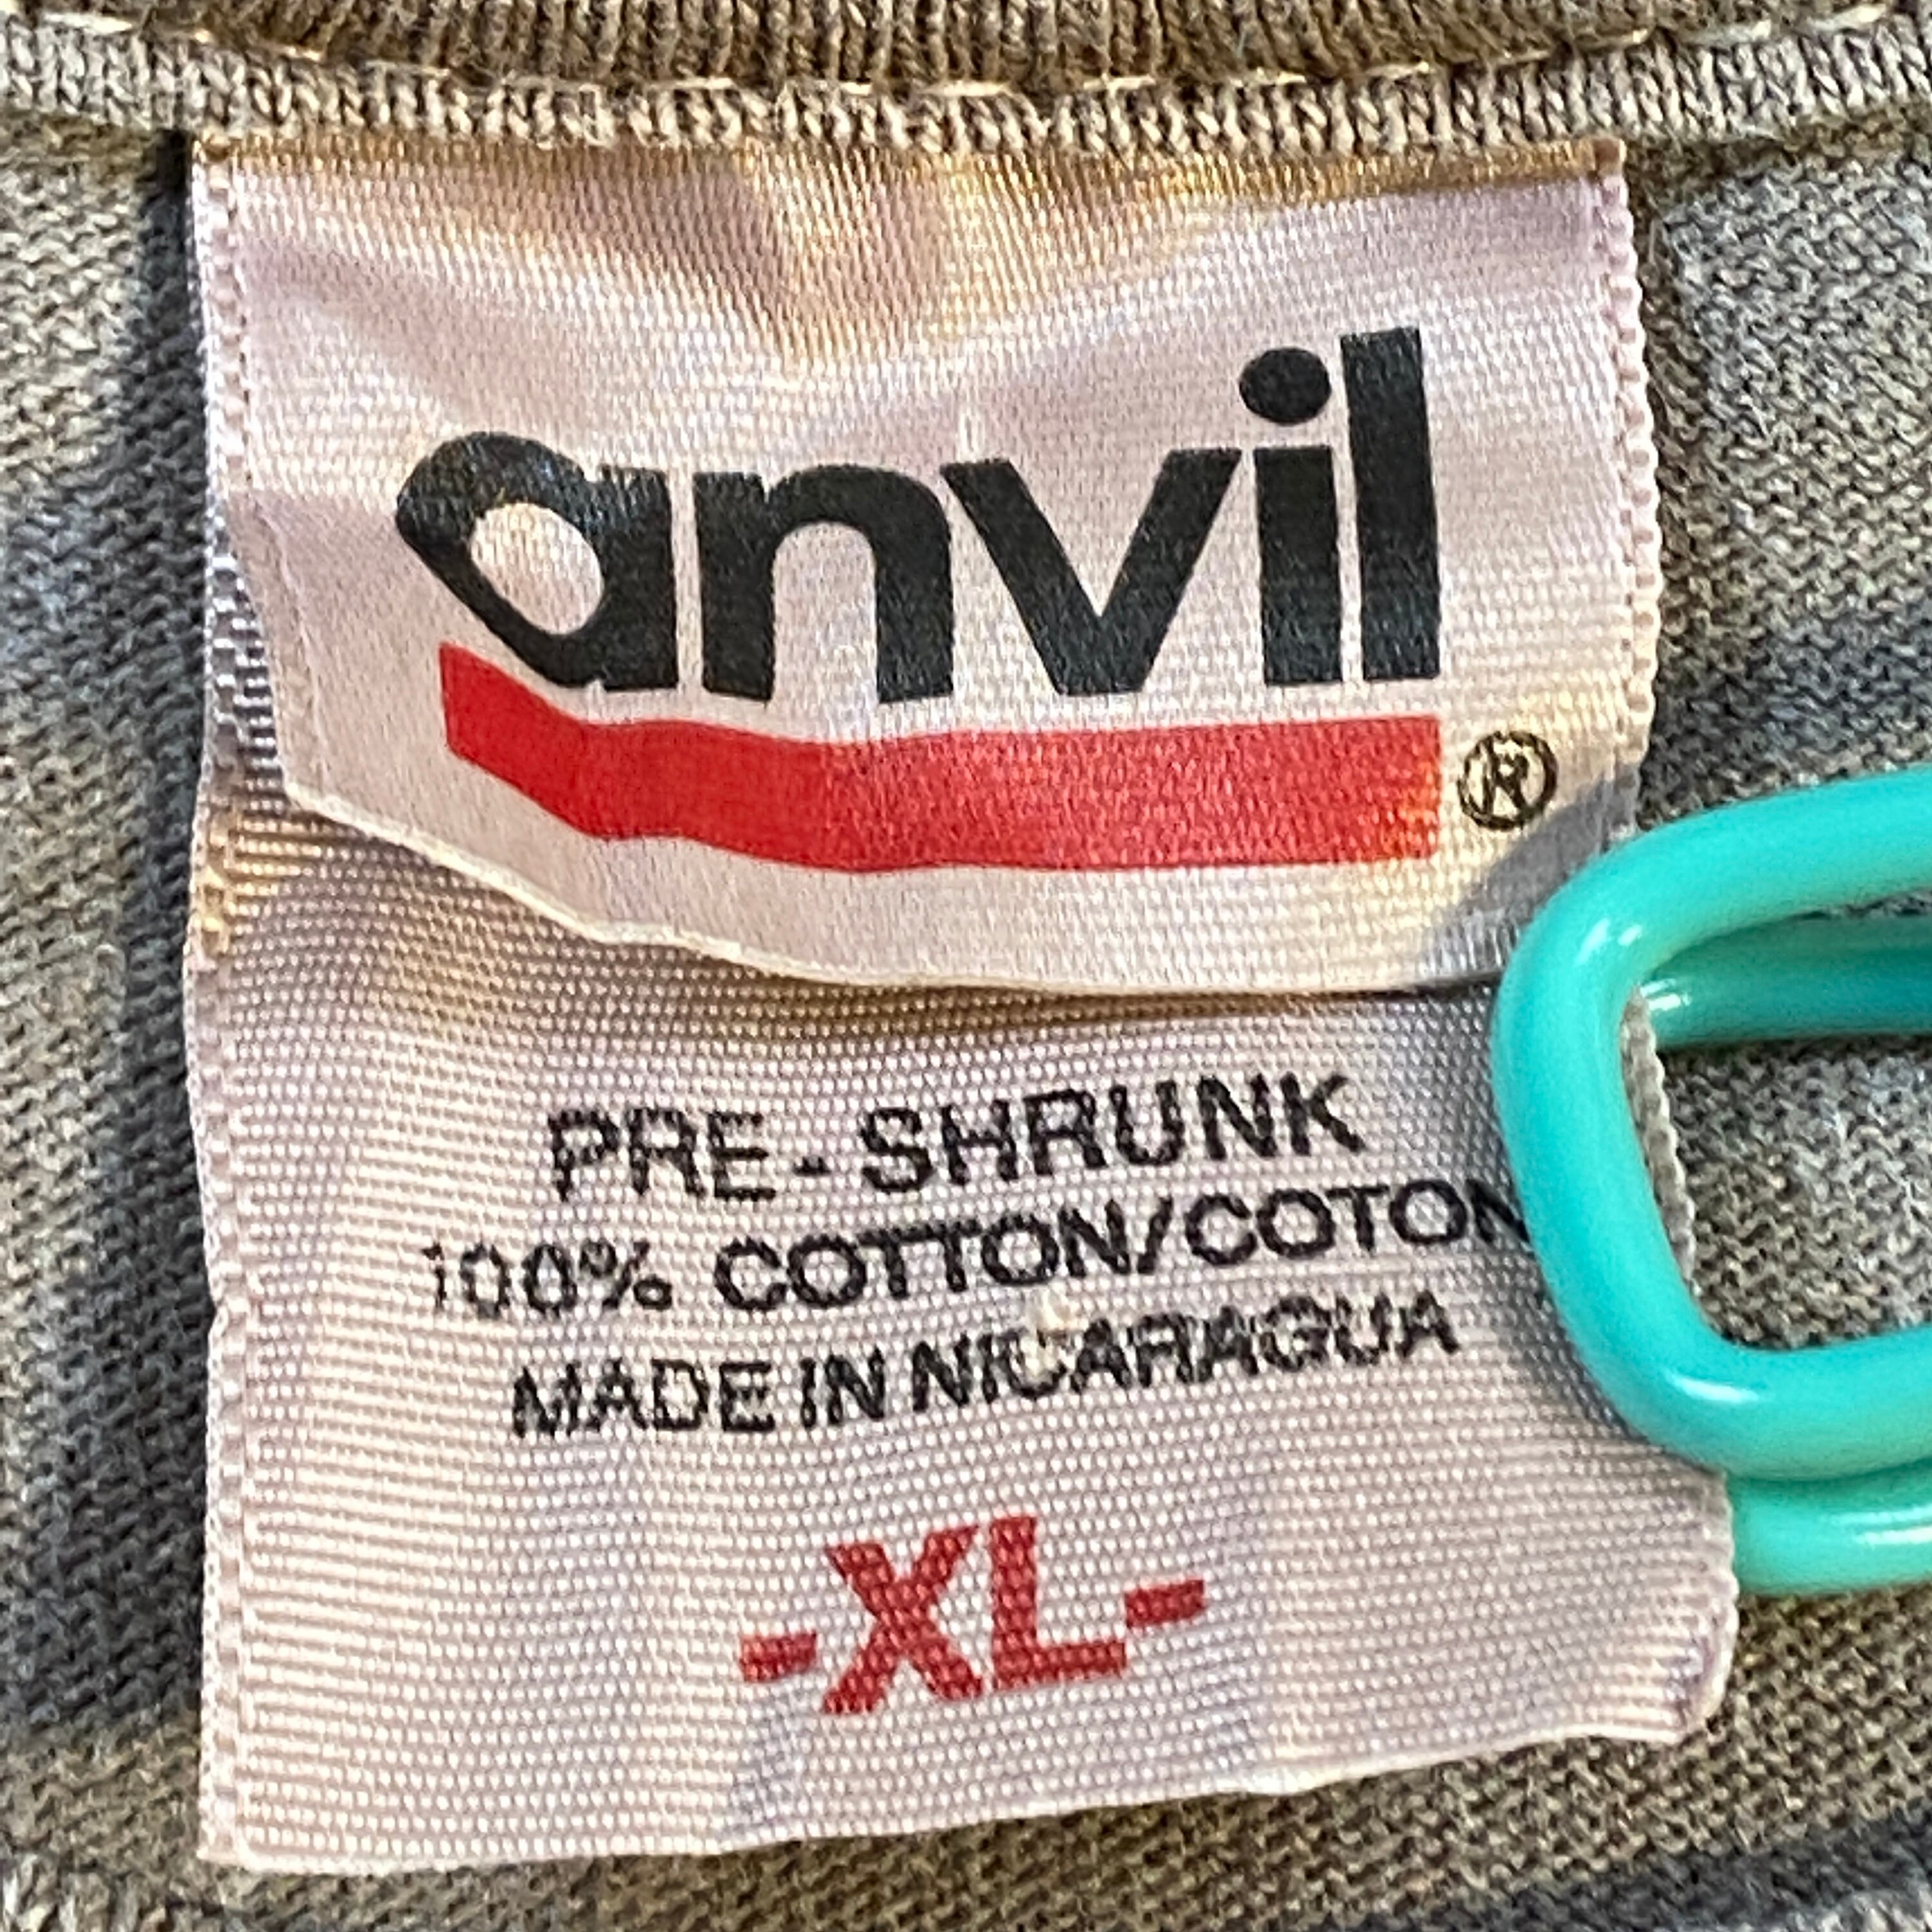 anvil®
PRE-SHRUNK
100% COTTON/COTON
MADE IN NICARAGUA
-XL-